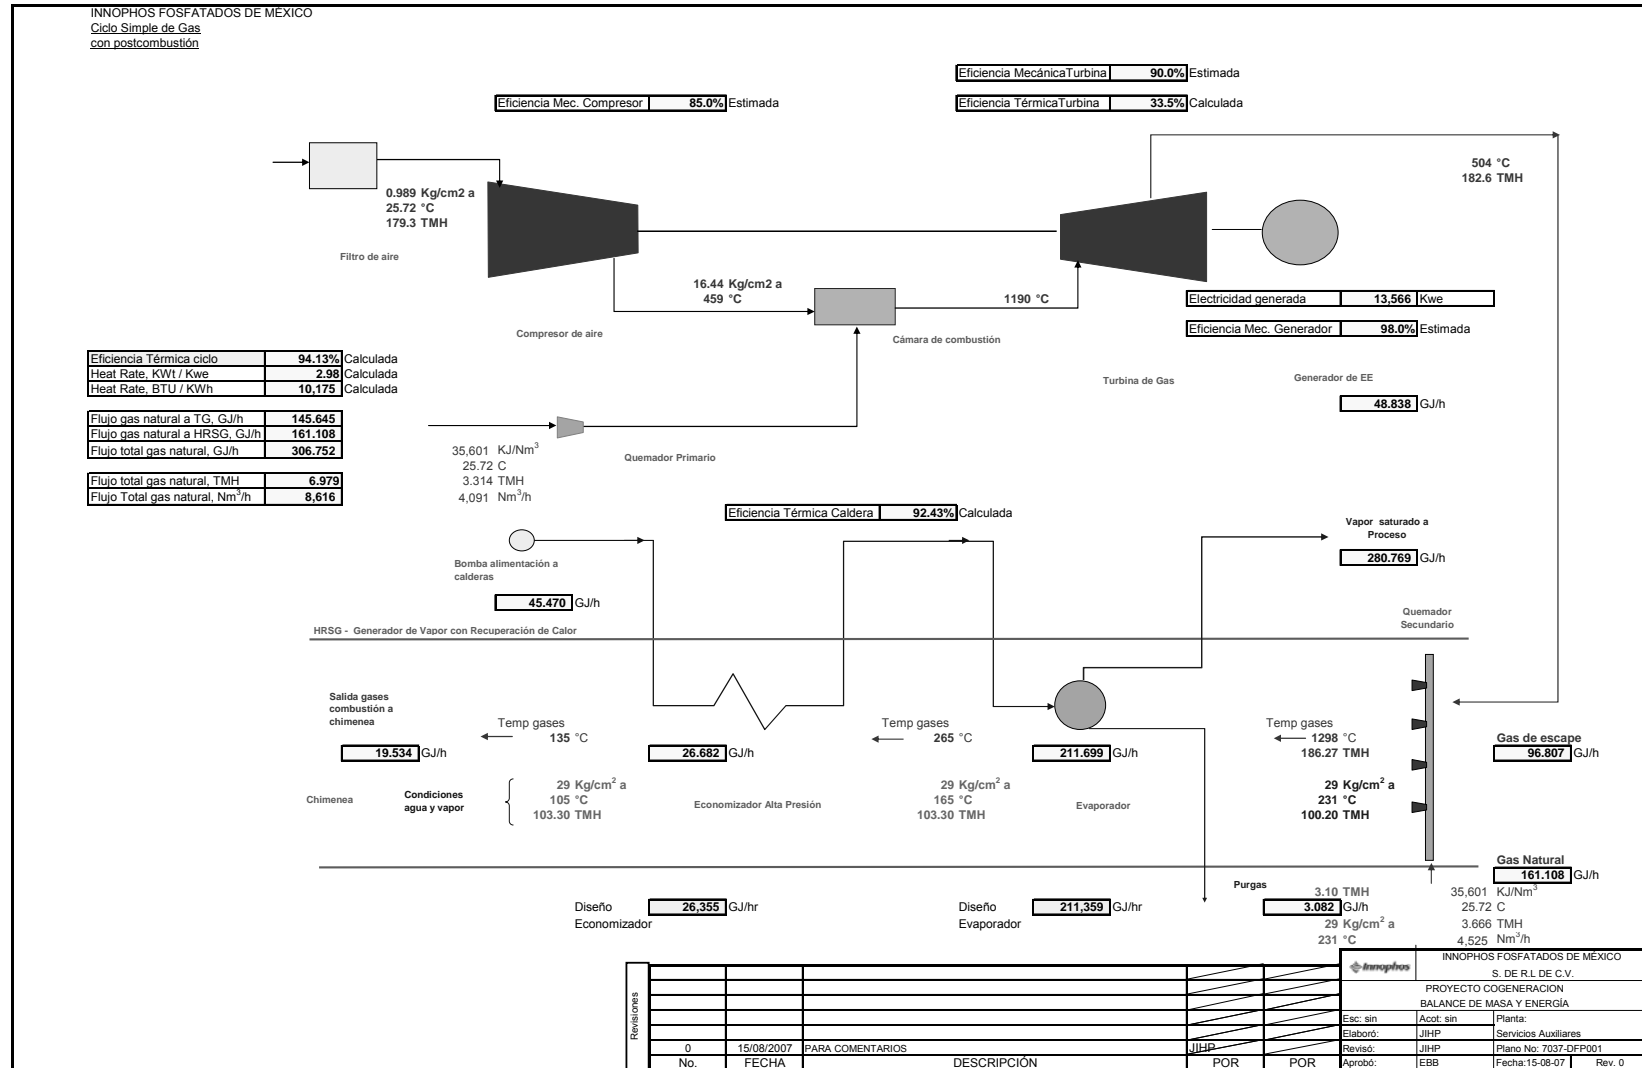 INNOPHOS FOSFATADOS DE MÉXICO
Ciclo Simple de Gas
con postcombustión
Eficiencia MecánicaTurbina 90.0% Estimada
Eficiencia Mec. Compresor 85.0% Estimada
Eficiencia TérmicaTurbina 33.5% Calculada
504 °C
182.6 TMH
0.989 Kg/cm2 a
25.72 °C
179.3 TMH
Filtro de aire
16.44 Kg/cm2 a
459 °C
1190 °C
Electricidad generada 13,566 Kwe
Eficiencia Mec. Generador 98.0% Estimada
Compresor de aire
Cámara de combustión
Turbina de Gas
Generador de EE
48.838 GJ/h
Eficiencia Térmica ciclo 94.13% Calculada
Heat Rate, KWt / Kwe 2.98 Calculada
Heat Rate, BTU / KWh 10,175 Calculada
Flujo gas natural a TG, GJ/h 145.645
Flujo gas natural a HRSG, GJ/h 161.108
Flujo total gas natural, GJ/h 306.752
Flujo total gas natural, TMH 6.979
Flujo Total gas natural, Nm3/h 8,616
35,601 KJ/Nm3
25.72 C
3.314 TMH
4,091 Nm3/h
Quemador Primario
Eficiencia Térmica Caldera 92.43% Calculada
Vapor saturado a
Proceso
280.769 GJ/h
Bomba alimentación a
calderas
45.470 GJ/h
Quemador
Secundario
HRSG - Generador de Vapor con Recuperación de Calor
Salida gases
combustión a
chimenea
19.534 GJ/h
Temp gases
135 °C
26.682 GJ/h
Temp gases
265 °C
211.699 GJ/h
Temp gases
1298 °C
186.27 TMH
Gas de escape
96.807 GJ/h
Chimenea
Condiciones
agua y vapor
29 Kg/cm2 a
105 °C
103.30 TMH
Economizador Alta Presión
29 Kg/cm2 a
165 °C
103.30 TMH
Evaporador
29 Kg/cm2 a
231 °C
100.20 TMH
Gas Natural
161.108 GJ/h
35,601 KJ/Nm3
25.72 C
3.666 TMH
4,525 Nm3/h
Diseño 26,355 GJ/hr
Economizador
Diseño 211,359 GJ/hr
Evaporador
Purgas
3.10 TMH
3.082 GJ/h
29 Kg/cm2 a
231 °C
Revisiones
0 15/08/2007 PARA COMENTARIOS JIHP
No. FECHA DESCRIPCIÓN POR POR
Innophos
INNOPHOS FOSFATADOS DE MÉXICO
S. DE R.L DE C.V.
PROYECTO COGENERACION
BALANCE DE MASA Y ENERGÍA
Esc: sin Acot: sin Planta:
Elaboró: JIHP Servicios Auxiliares
Revisó: JIHP Plano No: 7037-DFP001
Aprobó: EBB Fecha:15-08-07 Rev. 0